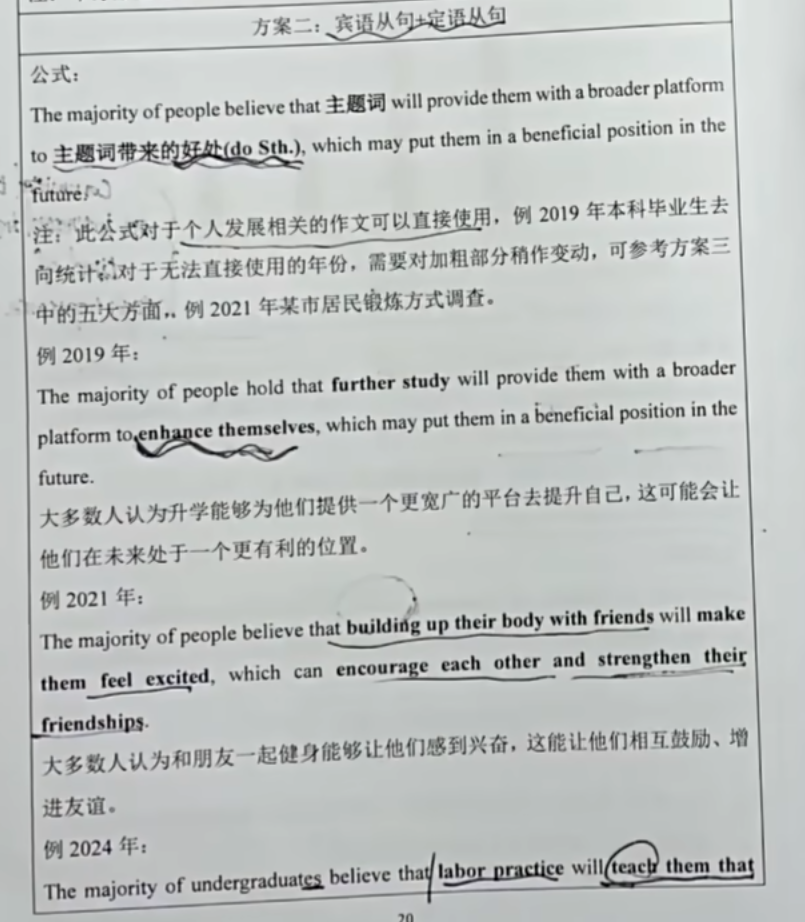 方案二：宾语从句+定语从句
公式：
The majority of people believe that 主题词 will provide them with a broader platform
to 主题词带来的好处(do Sth.), which may put them in a beneficial position in the
future.
注：此公式对于个人发展相关的作文可以直接使用，例 2019 年本科毕业生去
向统计。对于无法直接使用的年份，需要对加粗部分稍作变动，可参考方案三
中的五大方面，例 2021 年某市居民锻炼方式调查。
例 2019 年：
The majority of people hold that further study will provide them with a broader
platform to enhance themselves, which may put them in a beneficial position in the
future.
大多数人认为升学能够为他们提供一个更宽广的平台去提升自己，这可能会让
他们在未来处于一个更有利的位置。
例 2021 年：
The majority of people believe that building up their body with friends will make
them feel excited, which can encourage each other and strengthen their
friendships.
大多数人认为和朋友一起健身能够让他们感到兴奋，这能让他们相互鼓励、增
进友谊。
例 2024 年：
The majority of undergraduates believe that labor practice will teach them that
20